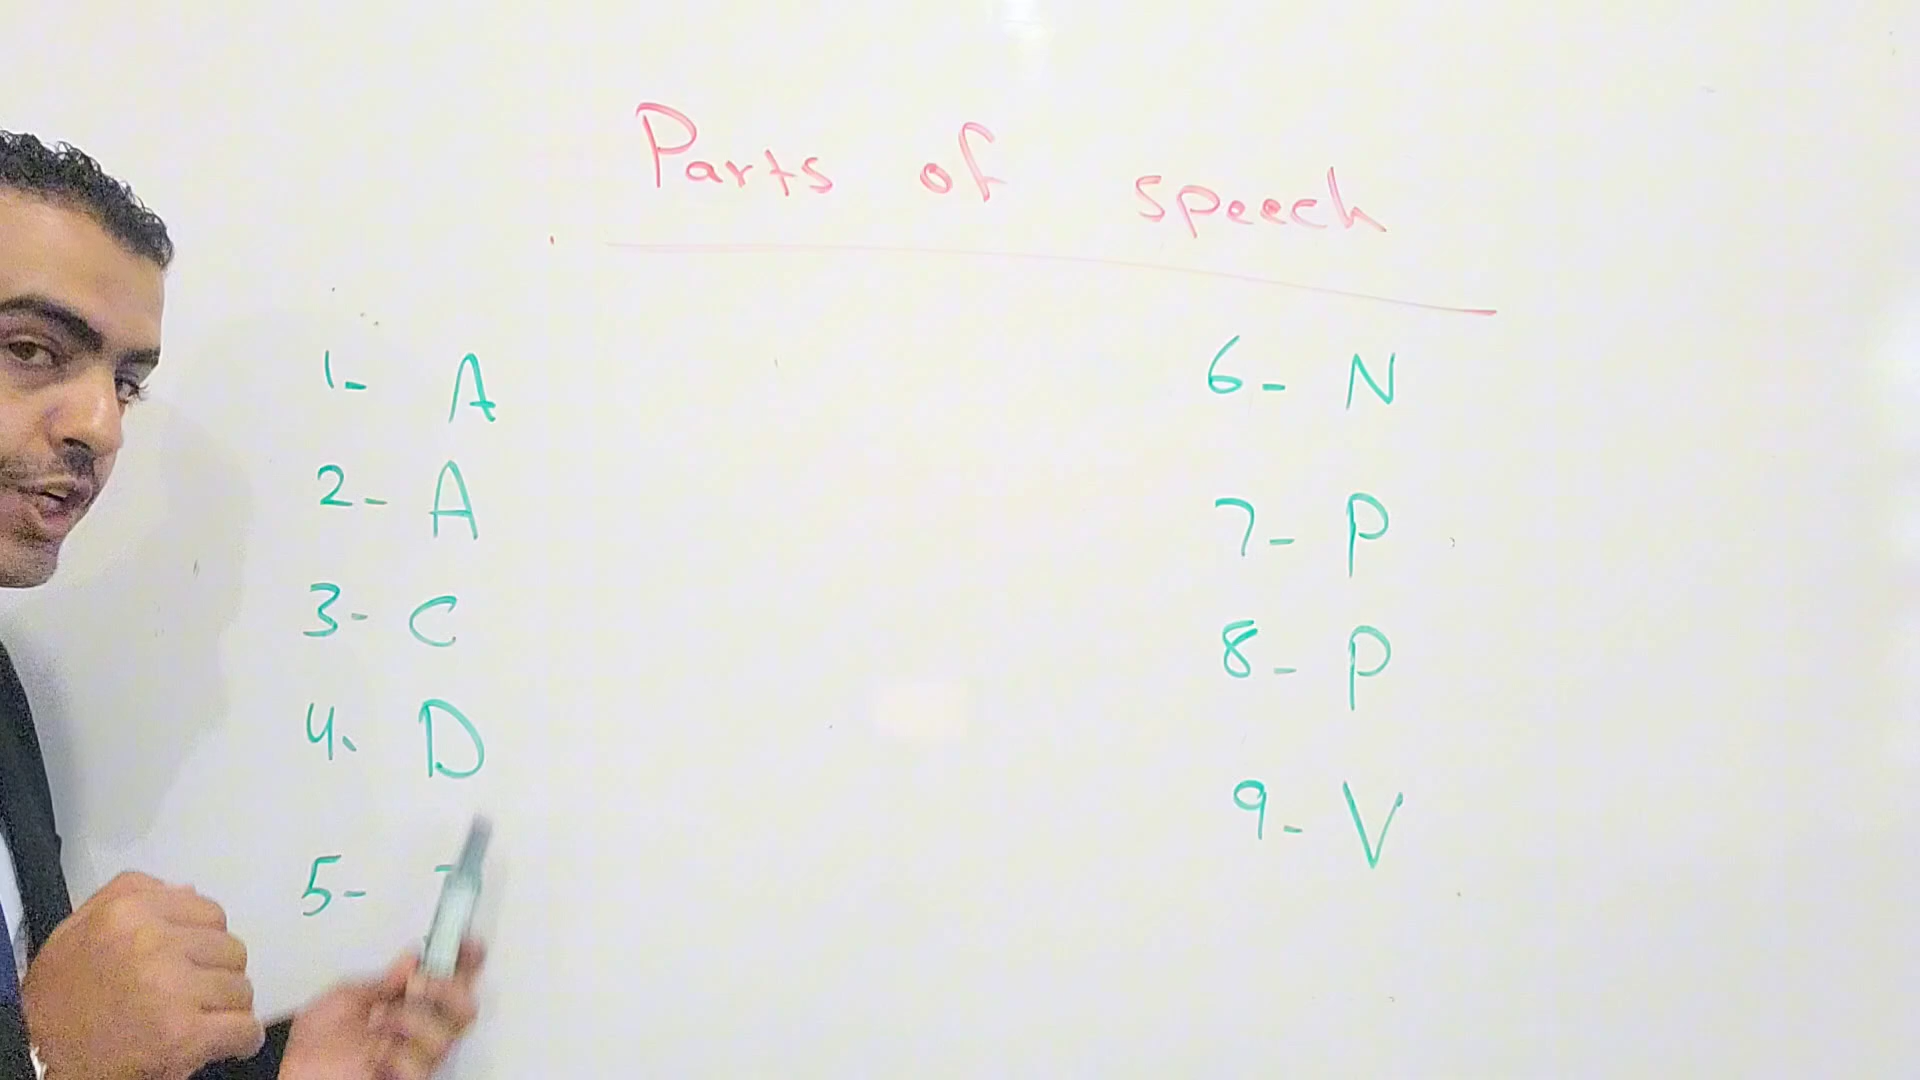 Parts of speech
1- A
2- A
3- C
4- D
5-
6- N
7- P
8- P
9- V